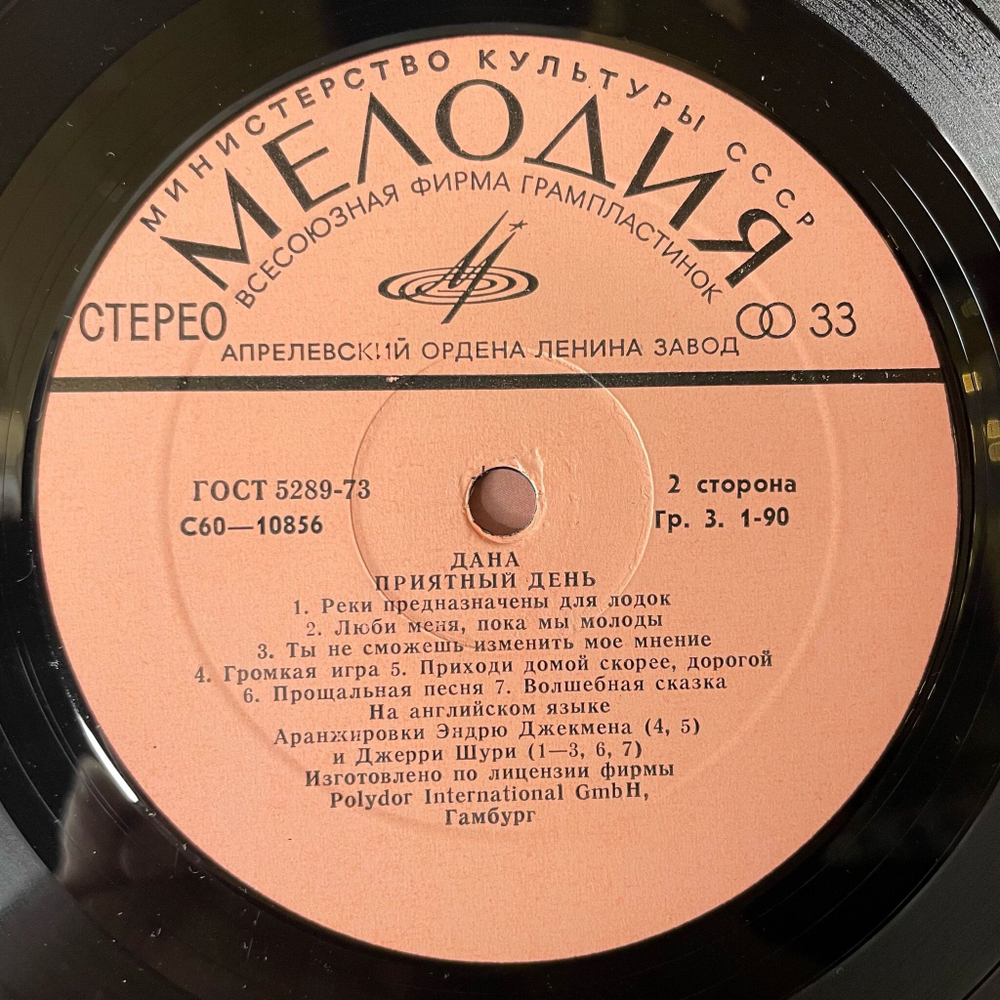 МИНИСТЕРСТВО КУЛЬТУРЫ СССР
МЕЛОДИЯ
ВСЕСОЮЗНАЯ ФИРМА ГРАМПЛАСТИНОК
СТЕРЕО
33
АПРЕЛЕВСКИЙ ОРДЕНА ЛЕНИНА ЗАВОД
ГОСТ 5289-73
2 сторона
С60—10856
Гр. 3. 1-90
ДАНА
ПРИЯТНЫЙ ДЕНЬ
1. Реки предназначены для лодок
2. Люби меня, пока мы молоды
3. Ты не сможешь изменить мое мнение
4. Громкая игра 5. Приходи домой скорее, дорогой
6. Прощальная песня 7. Волшебная сказка
На английском языке
Аранжировки Эндрю Джекмена (4, 5)
и Джерри Шури (1—3, 6, 7)
Изготовлено по лицензии фирмы
Polydor International GmbH,
Гамбург